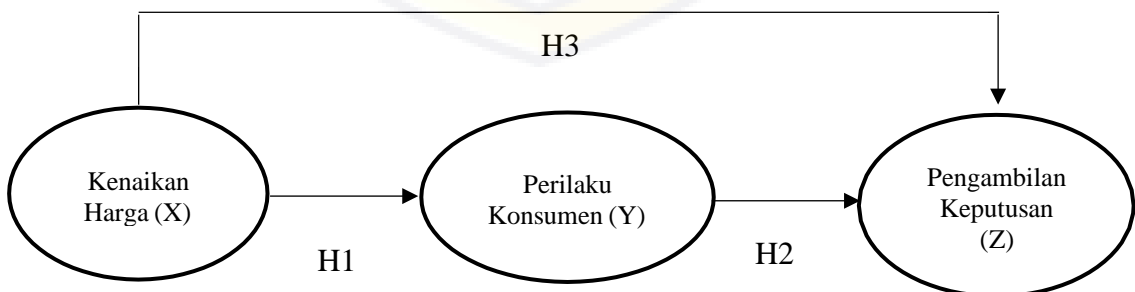 H3
Kenaikan
Harga (X)
Perilaku
Konsumen (Y)
Pengambilan
Keputusan
(Z)
H1
H2